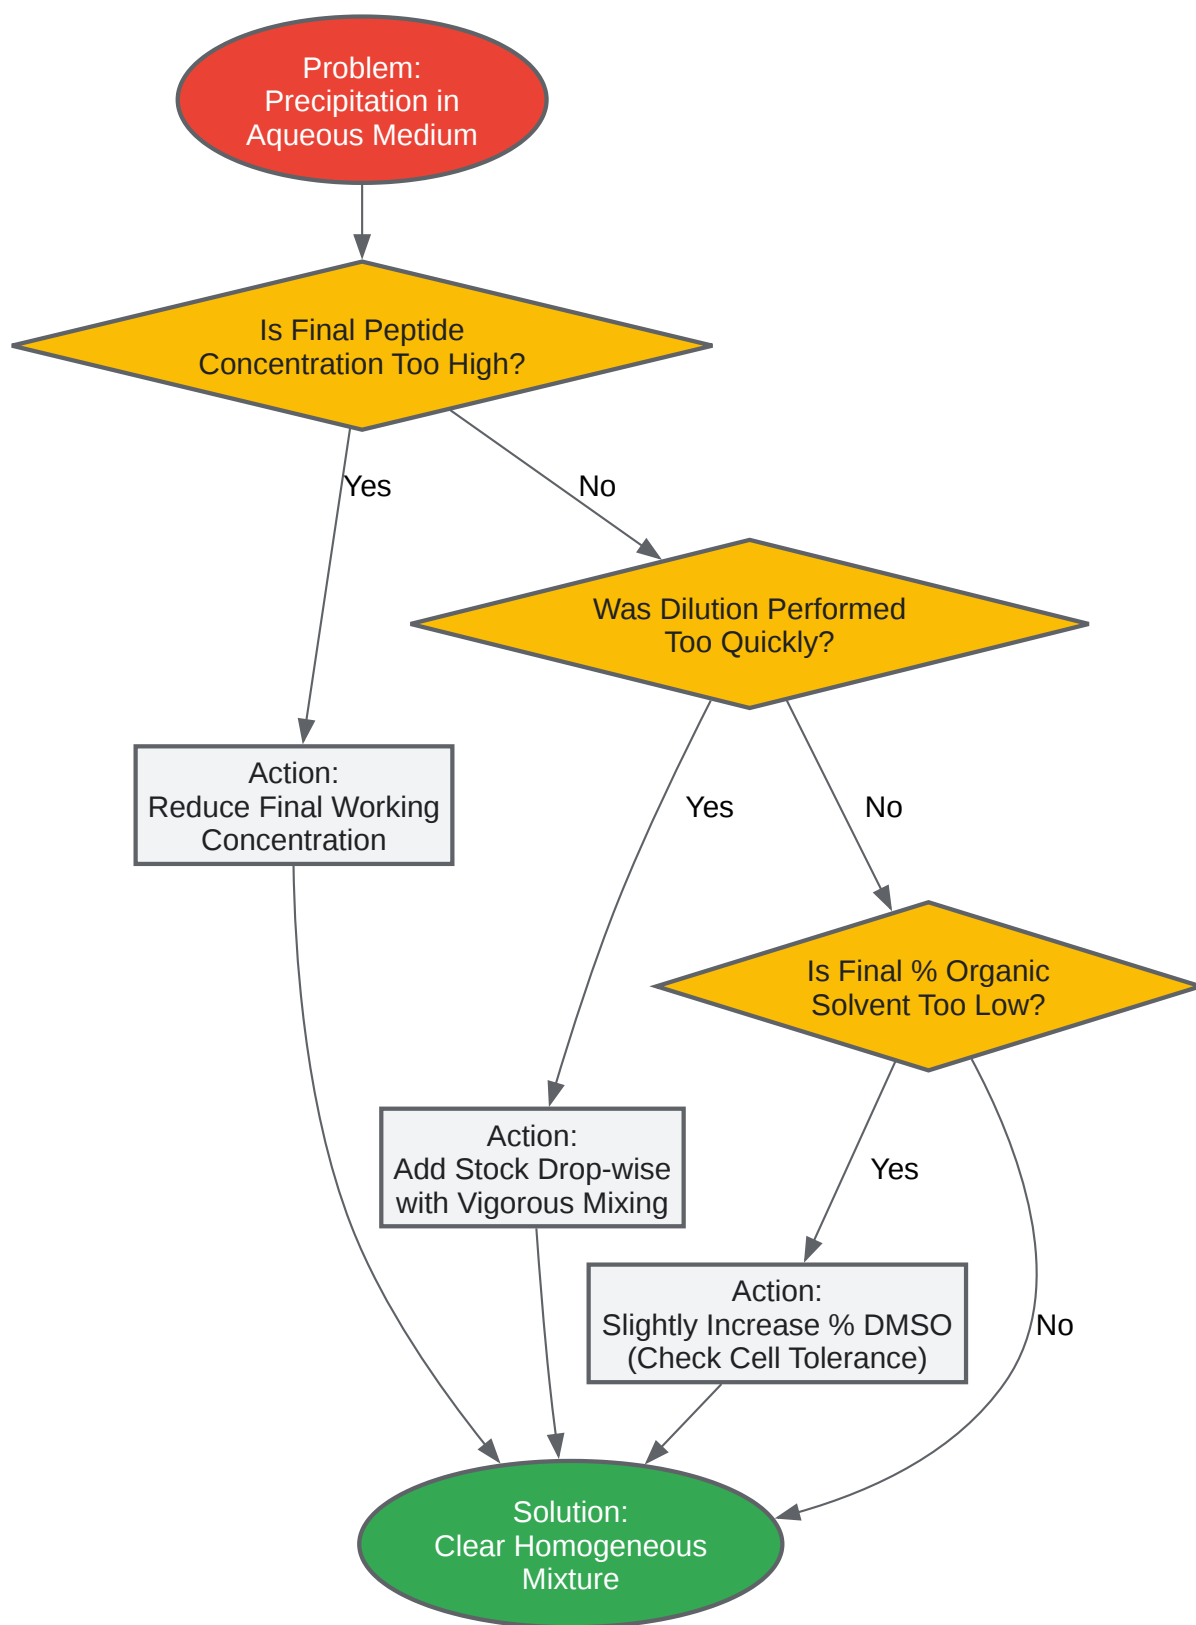 Problem:
Precipitation in
Aqueous Medium
Is Final Peptide
Concentration Too High?
Yes
No
Was Dilution Performed
Too Quickly?
Action:
Reduce Final Working
Concentration
Yes
No
Is Final % Organic
Solvent Too Low?
Action:
Add Stock Drop-wise
with Vigorous Mixing
Yes
Action:
Slightly Increase % DMSO
(Check Cell Tolerance)
No
Solution:
Clear Homogeneous
Mixture